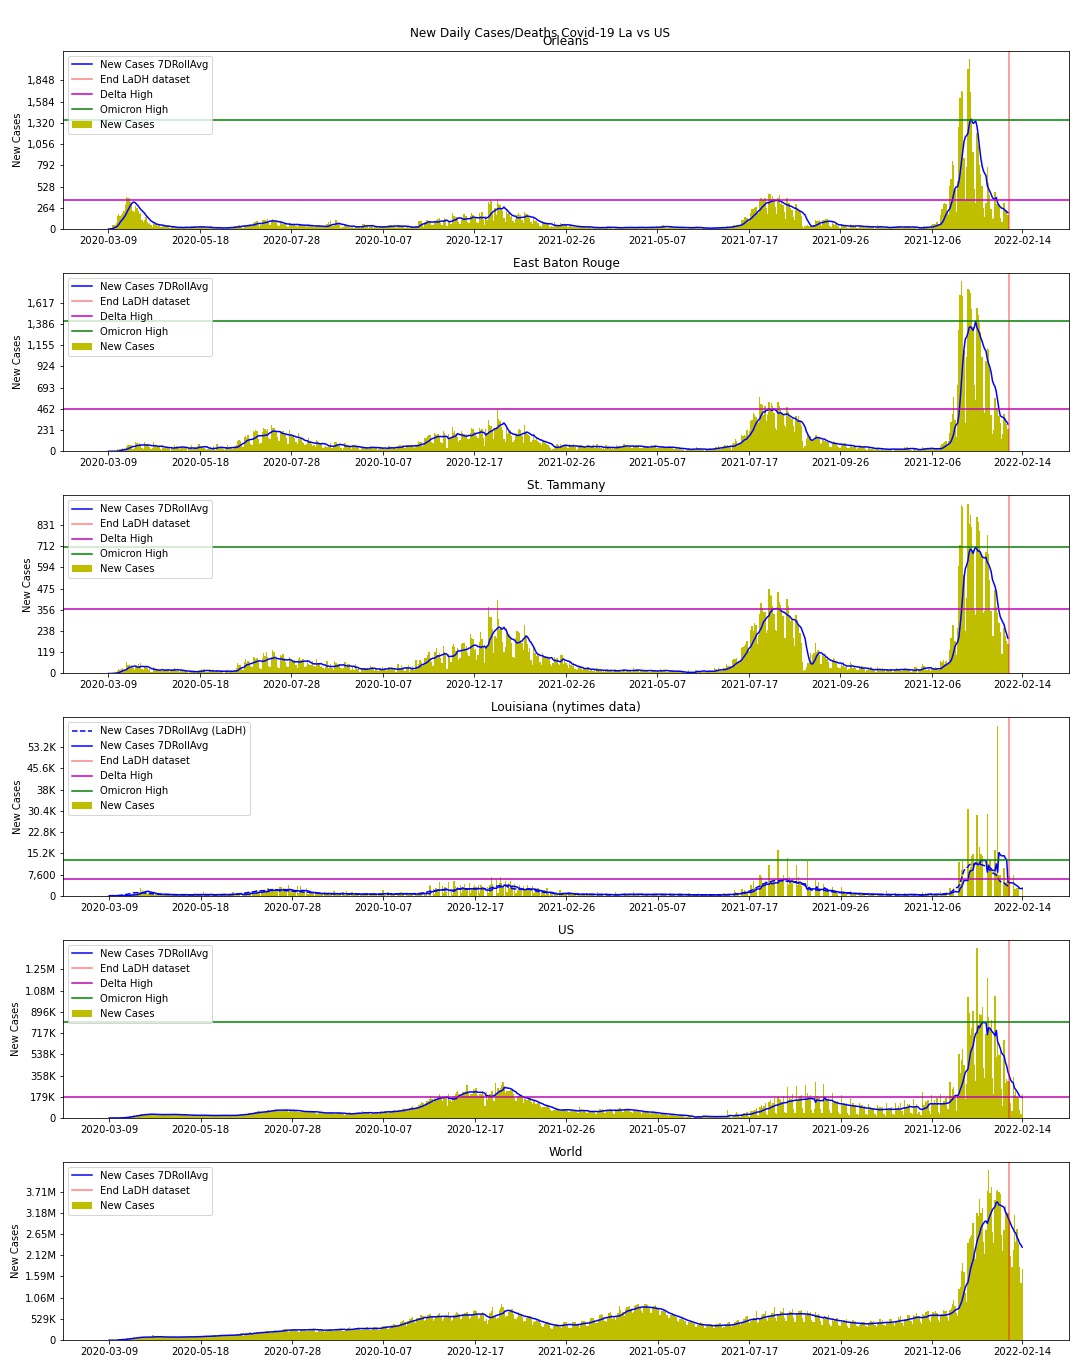 New Daily Cases/Deaths Covid-19 La vs US
Orleans
New Cases 7DRollAvg
End LaDH dataset
Delta High
Omicron High
New Cases
New Cases
1,848
1,584
1,320
1,056
792
528
264
0
2020-03-09 2020-05-18 2020-07-28 2020-10-07 2020-12-17 2021-02-26 2021-05-07 2021-07-17 2021-09-26 2021-12-06 2022-02-14
East Baton Rouge
New Cases 7DRollAvg
End LaDH dataset
Delta High
Omicron High
New Cases
New Cases
1,617
1,386
1,155
924
693
462
231
0
2020-03-09 2020-05-18 2020-07-28 2020-10-07 2020-12-17 2021-02-26 2021-05-07 2021-07-17 2021-09-26 2021-12-06 2022-02-14
St. Tammany
New Cases 7DRollAvg
End LaDH dataset
Delta High
Omicron High
New Cases
New Cases
831
712
594
475
356
238
119
0
2020-03-09 2020-05-18 2020-07-28 2020-10-07 2020-12-17 2021-02-26 2021-05-07 2021-07-17 2021-09-26 2021-12-06 2022-02-14
Louisiana (nytimes data)
New Cases 7DRollAvg (LaDH)
New Cases 7DRollAvg
End LaDH dataset
Delta High
Omicron High
New Cases
New Cases
53.2K
45.6K
38K
30.4K
22.8K
15.2K
7,600
0
2020-03-09 2020-05-18 2020-07-28 2020-10-07 2020-12-17 2021-02-26 2021-05-07 2021-07-17 2021-09-26 2021-12-06 2022-02-14
US
New Cases 7DRollAvg
End LaDH dataset
Delta High
Omicron High
New Cases
New Cases
1.25M
1.08M
896K
717K
538K
358K
179K
0
2020-03-09 2020-05-18 2020-07-28 2020-10-07 2020-12-17 2021-02-26 2021-05-07 2021-07-17 2021-09-26 2021-12-06 2022-02-14
World
New Cases 7DRollAvg
End LaDH dataset
New Cases
New Cases
3.71M
3.18M
2.65M
2.12M
1.59M
1.06M
529K
0
2020-03-09 2020-05-18 2020-07-28 2020-10-07 2020-12-17 2021-02-26 2021-05-07 2021-07-17 2021-09-26 2021-12-06 2022-02-14